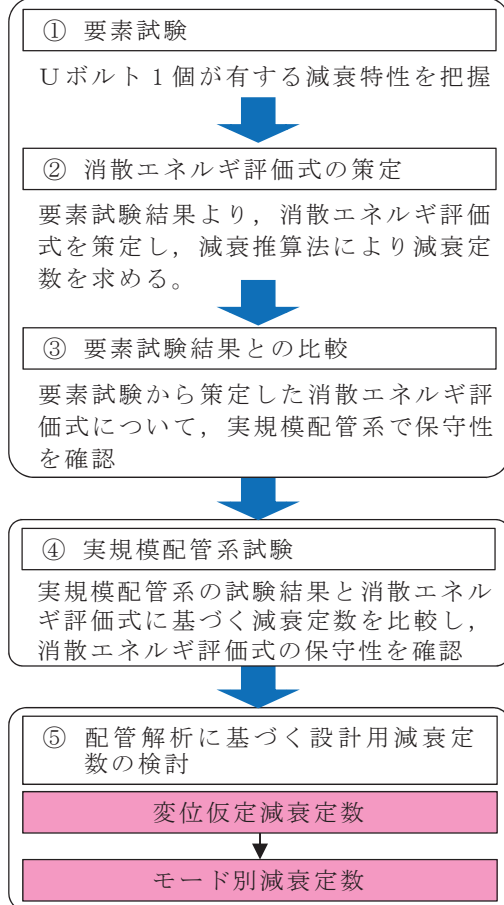 ① 要素試験
Uボルト1個が有する減衰特性を把握
② 消散エネルギ評価式の策定
要素試験結果より，消散エネルギ評価
式を策定し，減衰推算法により減衰定
数を求める。
③ 要素試験結果との比較
要素試験から策定した消散エネルギ評
価式について，実規模配管系で保守性
を確認
④ 実規模配管系試験
実規模配管系の試験結果と消散エネル
ギ評価式に基づく減衰定数を比較し，
消散エネルギ評価式の保守性を確認
⑤ 配管解析に基づく設計用減衰定
数の検討
変位仮定減衰定数
モード別減衰定数